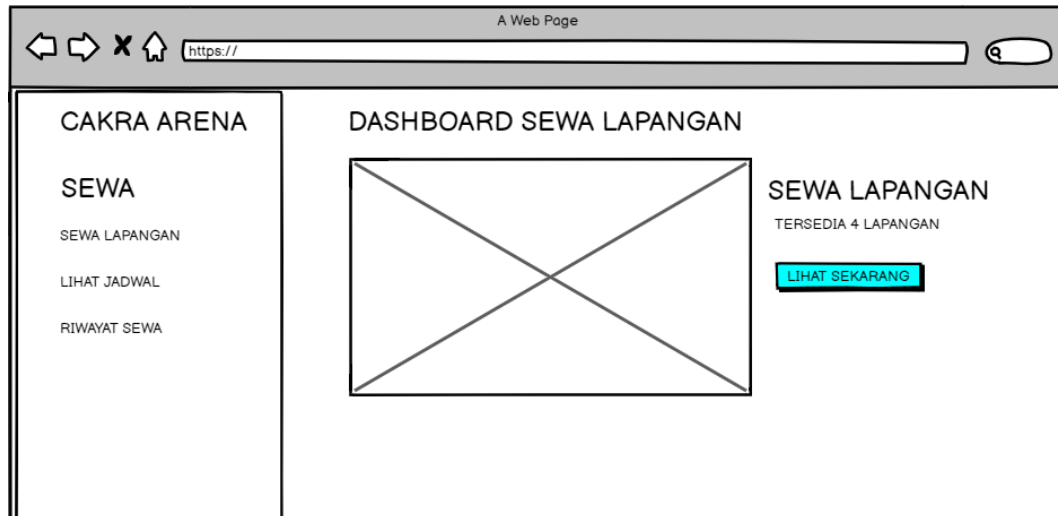 A Web Page
https://
CAKRA ARENA
SEWA
SEWA LAPANGAN
LIHAT JADWAL
RIWAYAT SEWA
DASHBOARD SEWA LAPANGAN
SEWA LAPANGAN
TERSEDIA 4 LAPANGAN
LIHAT SEKARANG